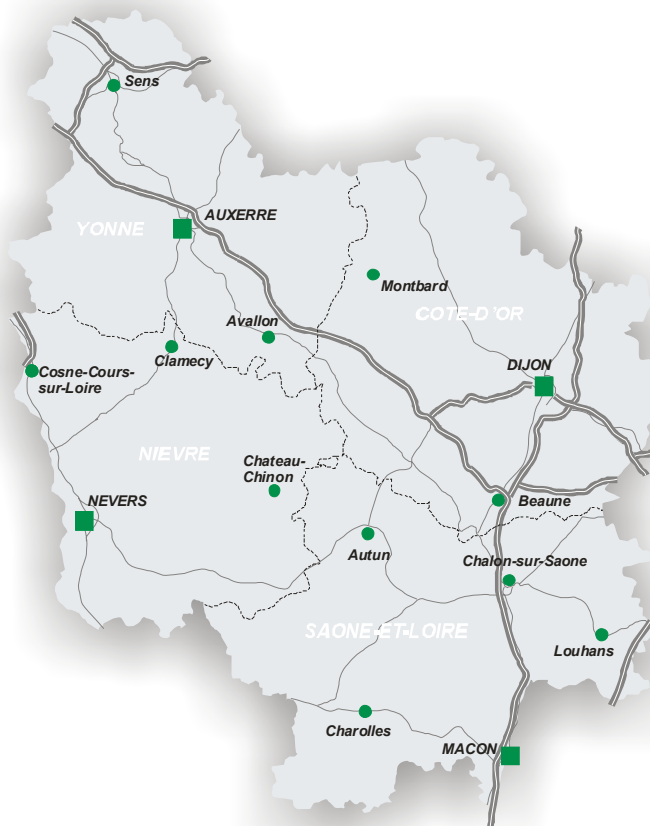 Sens
AUXERRE
YONNE
Montbard
COTE-D'OR
Avallon
Clamecy
DIJON
Cosne-Cours-
sur-Loire
NIEVRE
Chateau-
Chinon
NEVERS
Beaune
Autun
Chalon-sur-Saone
SAONE-ET-LOIRE
Louhans
Charolles
MACON